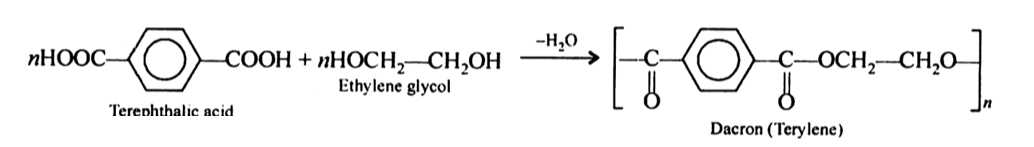 nHOOC COOH + nHOCH₂—CH₂OH –H₂O C C—OCH₂—CH₂O n
O O
Terephthalic acid Ethylene glycol Dacron (Terylene)